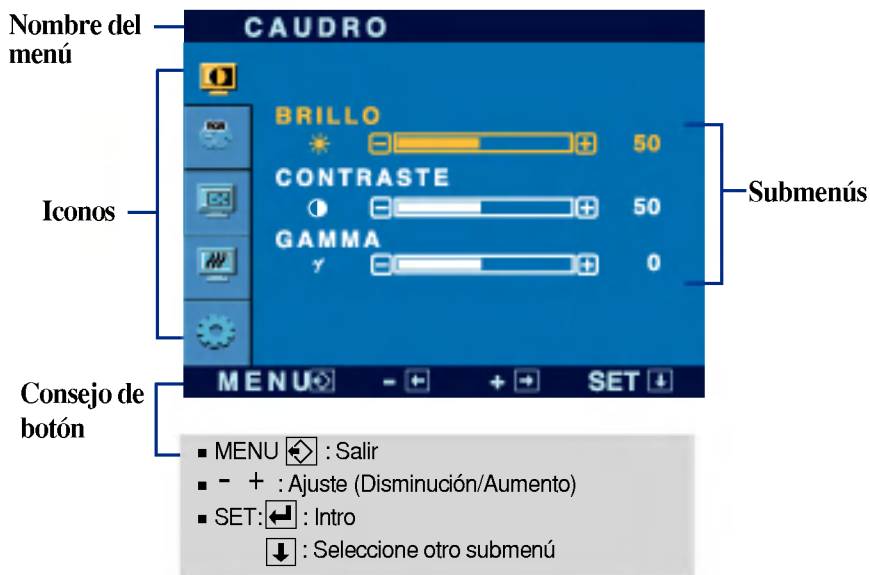 Nombre del
menú
CAUDRO
RGB
BRILLO
50
CONTRASTE
50
GAMMA
γ
0
Iconos
Submenús
MENU - + SET
Consejo de
botón
▪ MENU : Salir
▪ - + : Ajuste (Disminución/Aumento)
▪ SET: : Intro
: Seleccione otro submenú